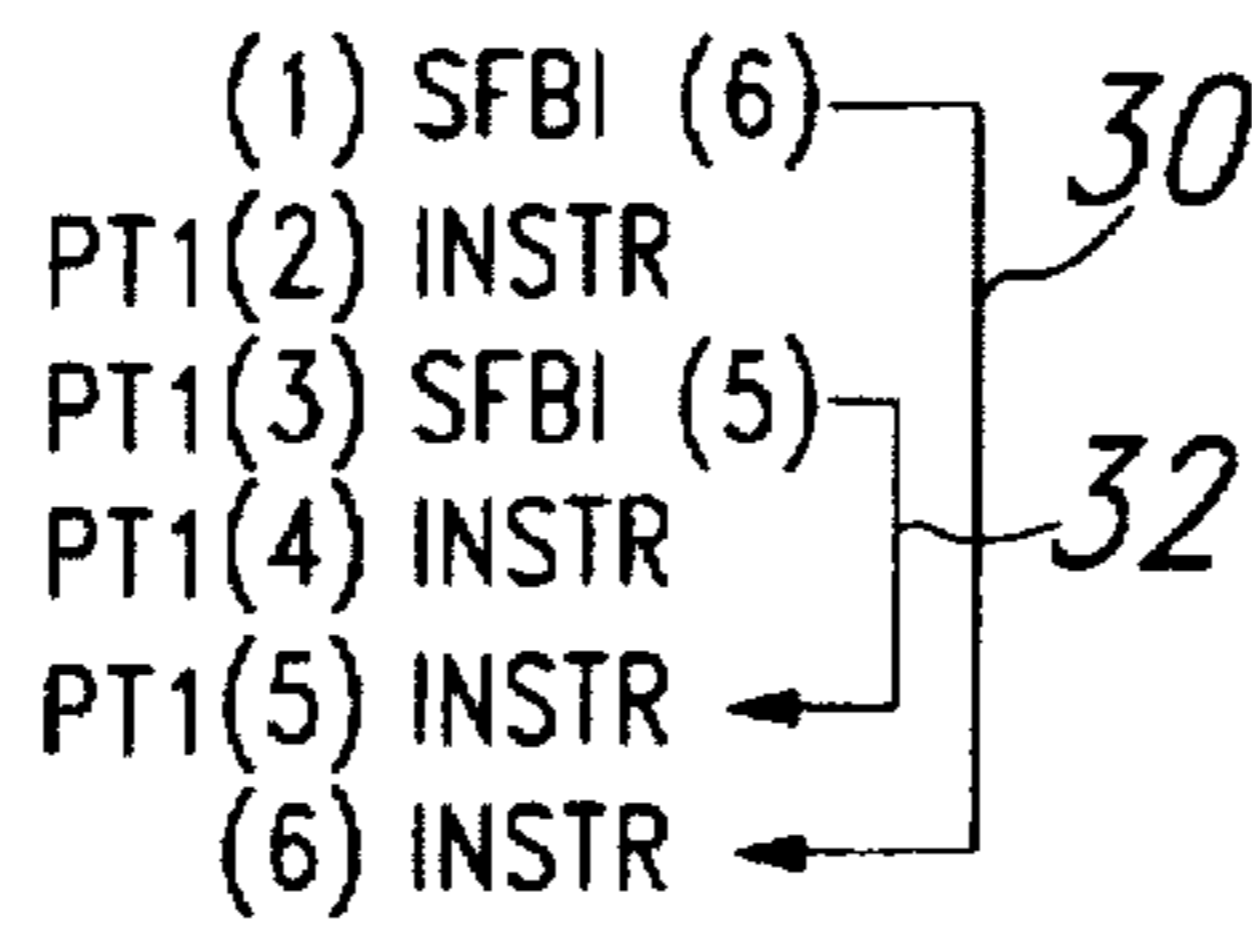 (1) SFBI (6)
30
PT1(2) INSTR
PT1(3) SFBI (5)
32
PT1(4) INSTR
PT1(5) INSTR
(6) INSTR